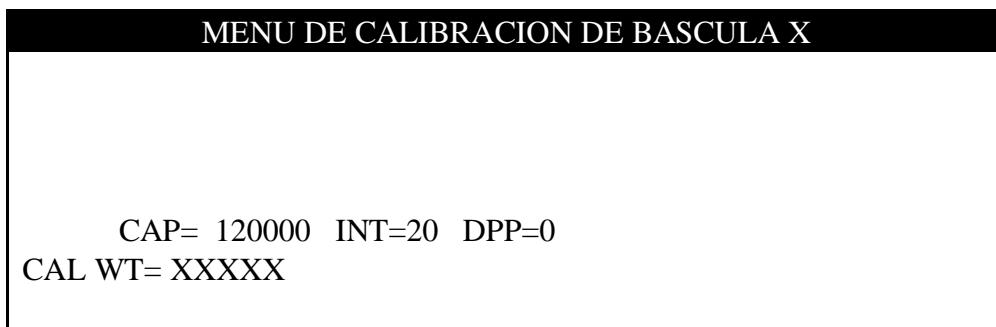 MENU DE CALIBRACION DE BASCULA X
CAP= 120000 INT=20 DPP=0
CAL WT= XXXXX